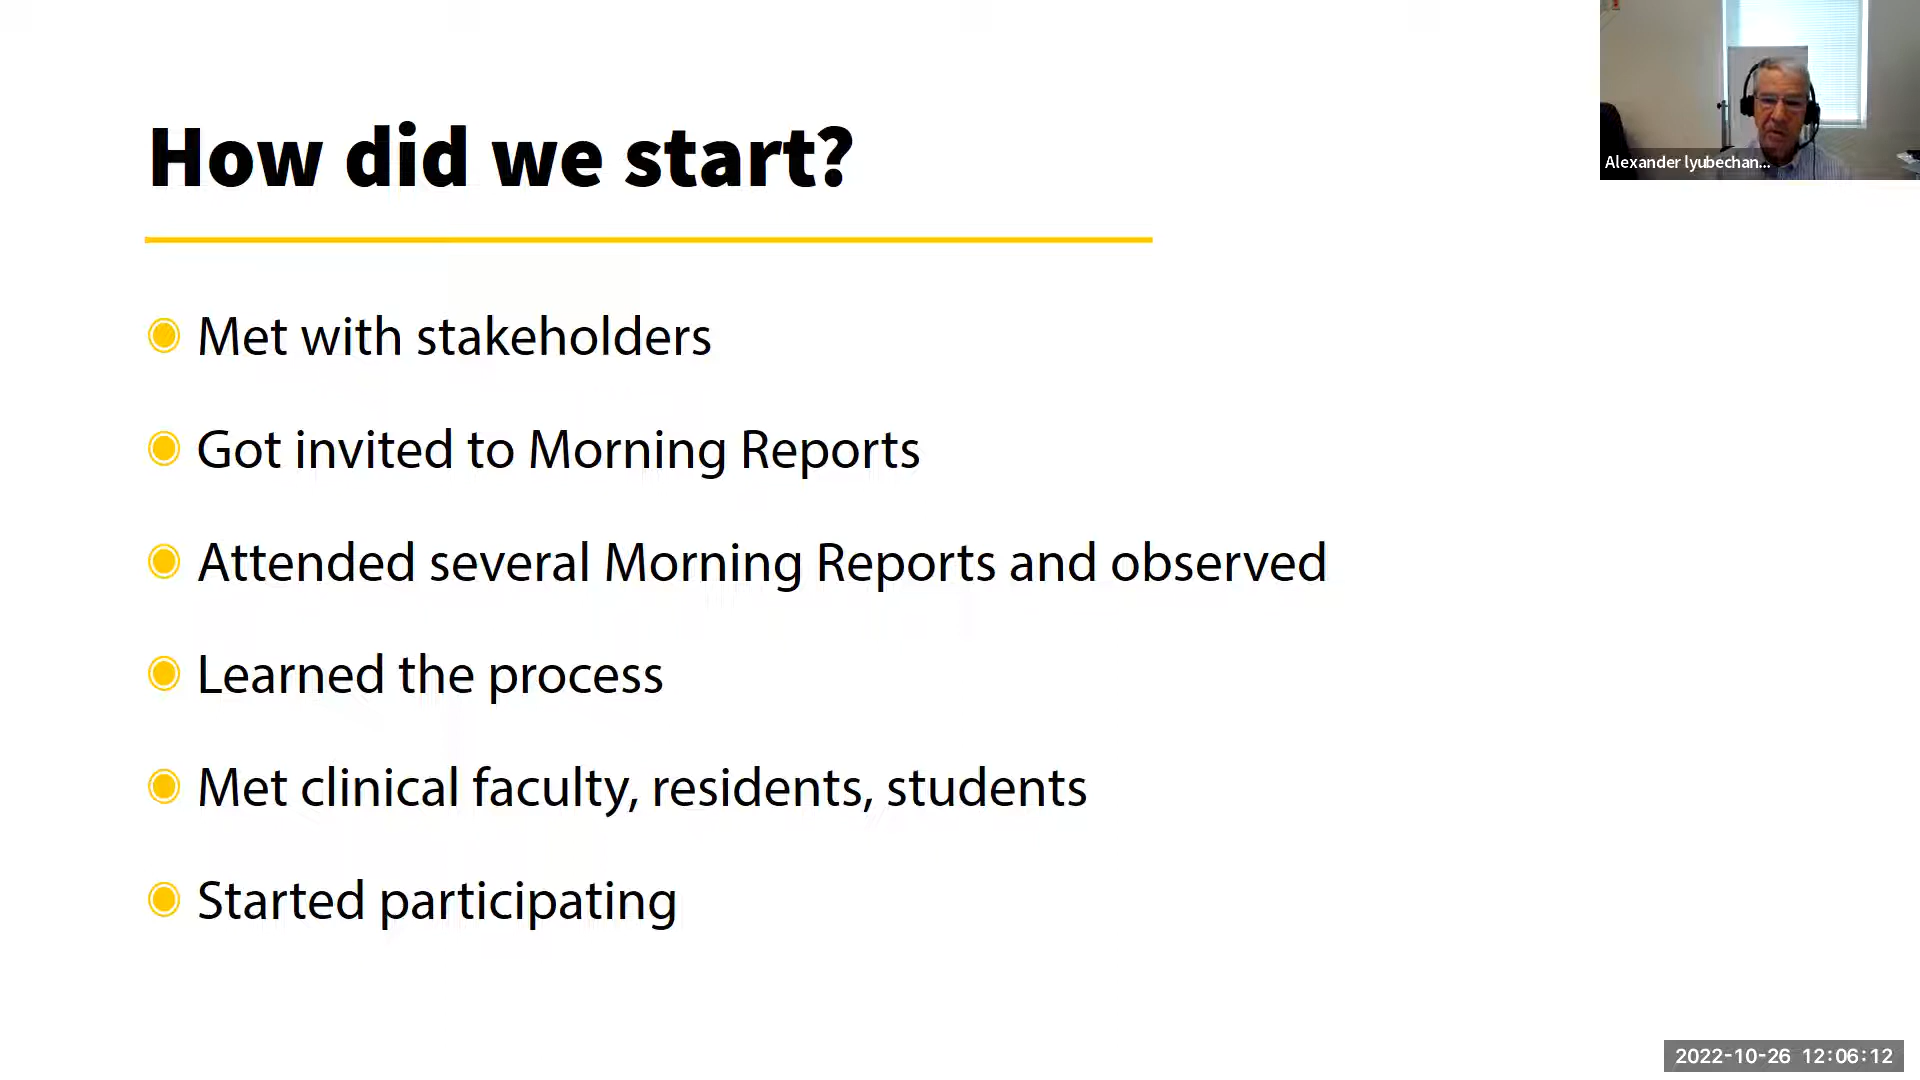 How did we start?
Alexander lyubechan...
Met with stakeholders
Got invited to Morning Reports
Attended several Morning Reports and observed
Learned the process
Met clinical faculty, residents, students
Started participating
2022-10-26 12:06:12